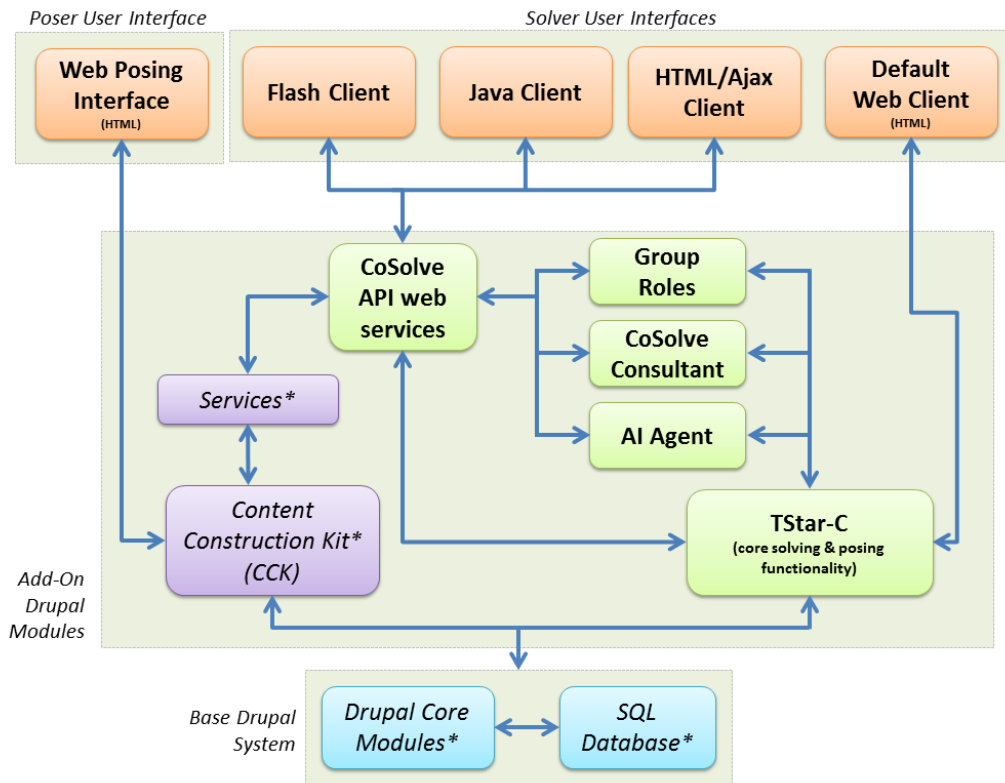 Poser User Interface
Solver User Interfaces
Web Posing
Interface
(HTML)
Flash Client
Java Client
HTML/Ajax
Client
Default
Web Client
(HTML)
CoSolve
API web
services
Group
Roles
CoSolve
Consultant
AI Agent
Services*
Content
Construction Kit*
(CCK)
TStar-C
(core solving & posing
functionality)
Add-On
Drupal
Modules
Base Drupal
System
Drupal Core
Modules*
SQL
Database*